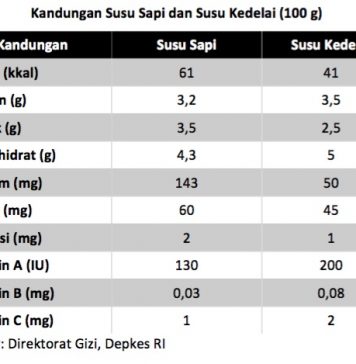 Kandungan Susu Sapi dan Susu Kedelai (100 g)
Kandungan Susu Sapi Susu Kede
(kkal) 61 41
n (g) 3,2 3,5
(g) 3,5 2,5
hidrat (g) 4,3 5
m (mg) 143 50
(mg) 60 45
si (mg) 2 1
in A (IU) 130 200
in B (mg) 0,03 0,08
in C (mg) 1 2
: Direktorat Gizi, Depkes RI